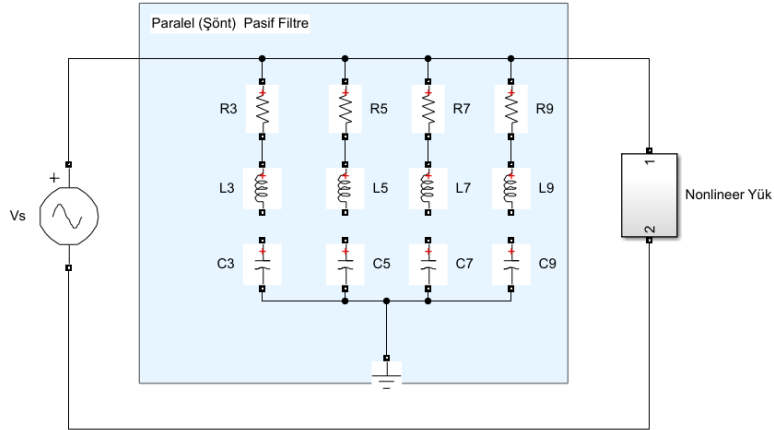 Paralel (Şönt) Pasif Filtre
R3 R5 R7 R9
L3 L5 L7 L9
C3 C5 C7 C9
+
Vs
1
2
Nonlineer Yük